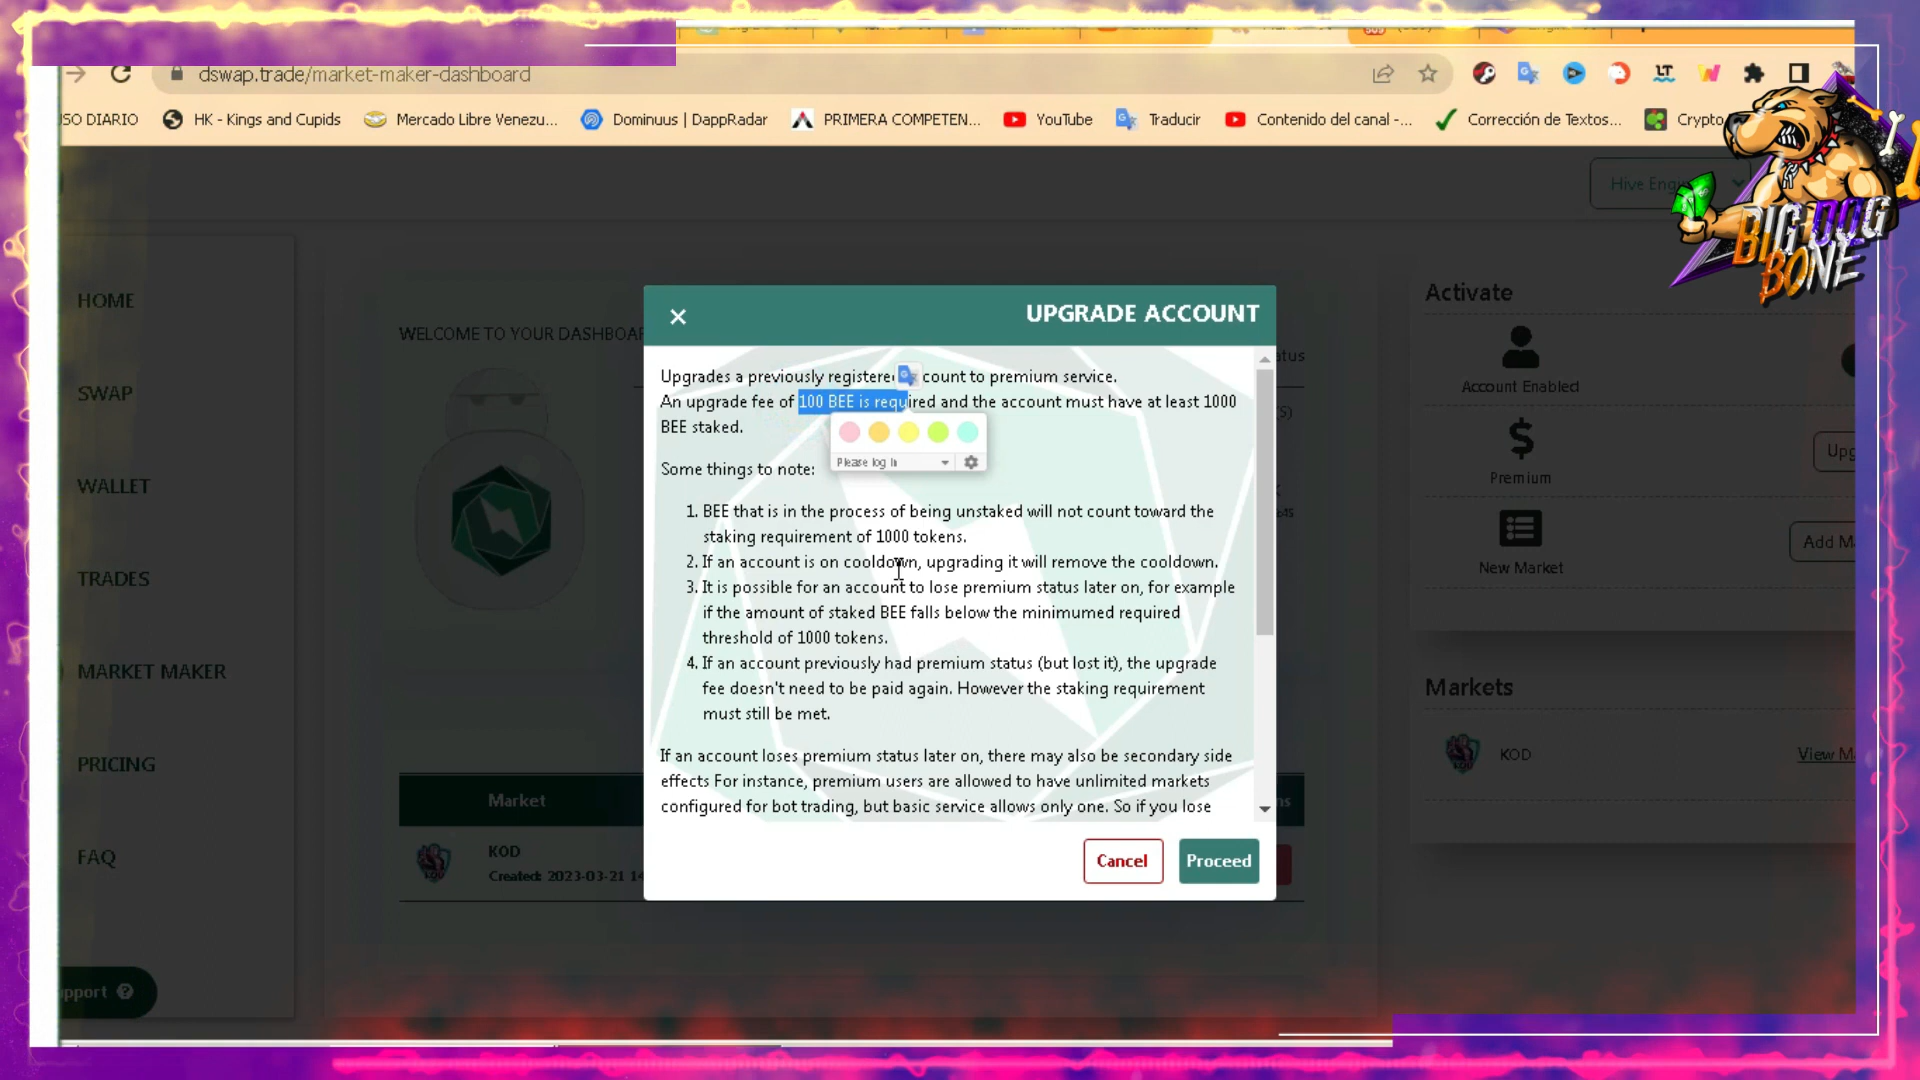 dswap.trade/market-maker-dashboard
SO DIARIO
HK - Kings and Cupids
Mercado Libre Venezu...
Dominuus | DappRadar
PRIMERA COMPETEN...
YouTube
Traducir
Contenido del canal -...
Corrección de Textos...
Crypto
LT
BIG DOG
BONE
Hive Eng
HOME
SWAP
WALLET
TRADES
MARKET MAKER
PRICING
FAQ
pport
WELCOME TO YOUR DASHBOA
UPGRADE ACCOUNT
Upgrades a previously registere count to premium service.
An upgrade fee of 100 BEE is required and the account must have at least 1000
BEE staked.
Please log in
Some things to note:
1. BEE that is in the process of being unstaked will not count toward the
staking requirement of 1000 tokens.
2. If an account is on cooldown, upgrading it will remove the cooldown.
3. It is possible for an account to lose premium status later on, for example
if the amount of staked BEE falls below the minimumed required
threshold of 1000 tokens.
4. If an account previously had premium status (but lost it), the upgrade
fee doesn't need to be paid again. However the staking requirement
must still be met.
If an account loses premium status later on, there may also be secondary side
effects For instance, premium users are allowed to have unlimited markets
configured for bot trading, but basic service allows only one. So if you lose
Cancel
Proceed
Market
KOD
Created: 2023-03-21 14
Activate
Account Enabled
Premium
Upg
New Market
Add M
Markets
KOD
View M